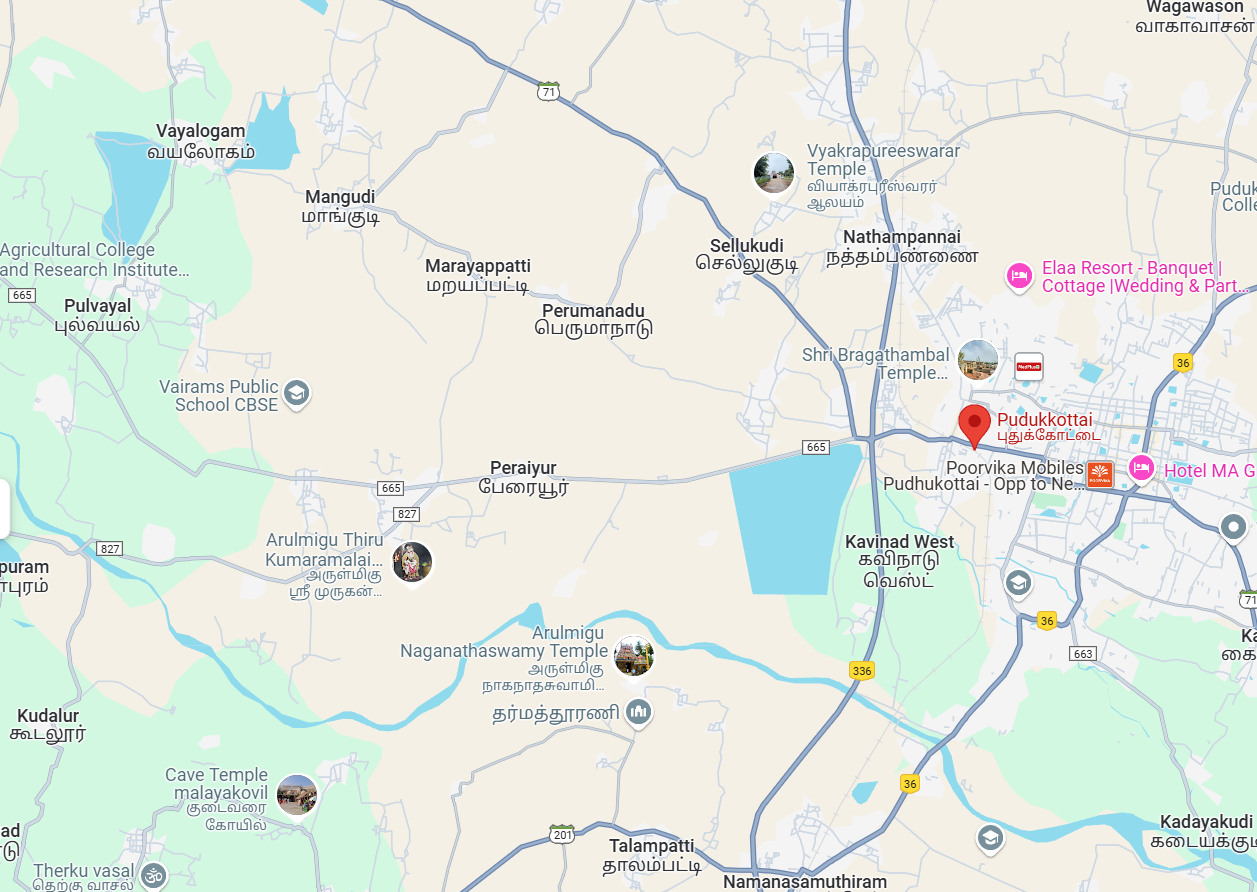 Wagawason
வாகாவாசன்
71
Vayalogam
வயலோகம்
Vyakrapureeswarar
Temple
வியாக்ரபுரீஸ்வரர்
ஆலயம்
Mangudi
மாங்குடி
Puduk
Colle
Agricultural College
and Research Institute...
Sellukudi
செல்லுகுடி
Nathampannai
நத்தம்பண்ணை
Marayappatti
மறயப்பட்டி
Elaa Resort - Banquet |
Cottage |Wedding & Part...
665
Pulvayal
புல்வயல்
Perumanadu
பெருமாநாடு
Shri Bragathambal
Temple...
MedPlus
36
Vairams Public
School CBSE
Pudukkottai
புதுக்கோட்டை
665
Peraiyur
பேரையூர்
Poorvika Mobiles
Pudhukottai - Opp to Ne...
POORVIKA
Hotel MA G
665
827
Arulmigu Thiru
Kumaramalai...
அருள்மிகு
ஸ்ரீ முருகன்...
827
Kavinad West
கவிநாடு
வெஸ்ட்
puram
ாபுரம்
71
36
Arulmigu
Naganathaswamy Temple
அருள்மிகு
நாகநாதசுவாமி...
Ka
கை
663
336
தர்மத்தூரணி
Kudalur
கூடலூர்
Cave Temple
malayakovil
குடைவரை
கோயில்
36
ad
டு
201
Talampatti
தாலம்பட்டி
Kadayakudi
கடையக்குடி
Therku vasal
தெற்கு வாசல்
Namanasamuthiram